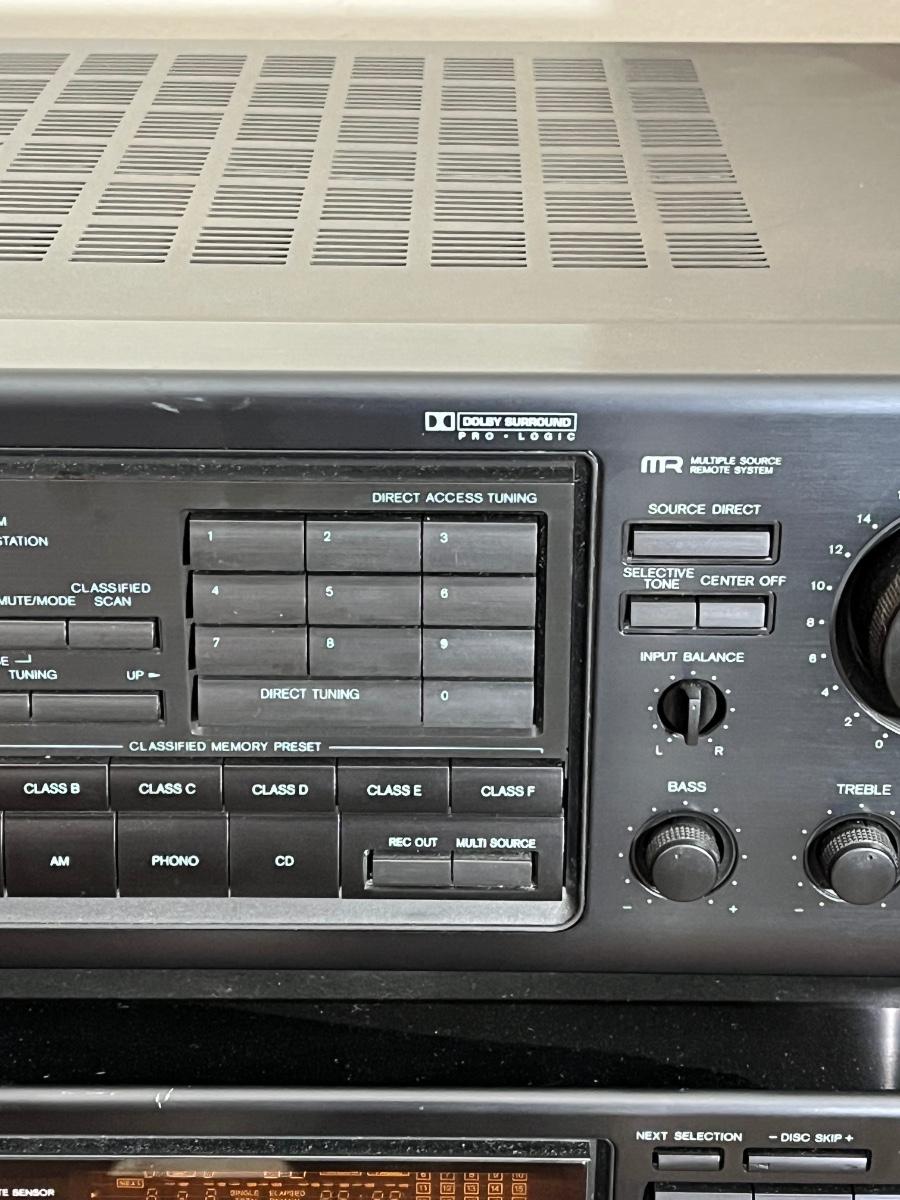 DOLBY SURROUND
PRO • LOGIC
MR MULTIPLE SOURCE
REMOTE SYSTEM
DIRECT ACCESS TUNING
SOURCE DIRECT
STATION
1 2 3
14
12
CLASSIFIED
SCAN
MUTE/MODE
4 5 6
SELECTIVE
TONE
CENTER OFF
10
8
7 8 9
INPUT BALANCE
6
TUNING UP
DIRECT TUNING 0
4
2
0
L R
CLASSIFIED MEMORY PRESET
CLASS B CLASS C CLASS D CLASS E CLASS F
BASS TREBLE
AM PHONO CD
REC OUT MULTI SOURCE
- + -
NEXT SELECTION - DISC SKIP +
SENSOR
NEXT
SINGLE ELAPSED